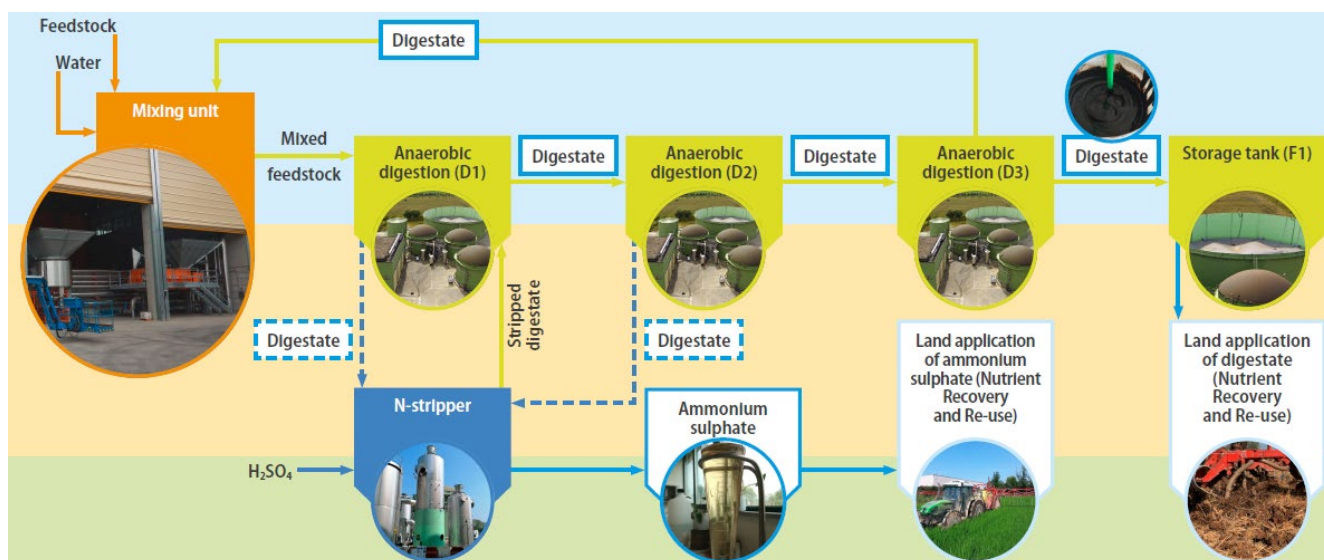 Feedstock
Water
Digestate
Mixing unit
Mixed
feedstock
Anaerobic
digestion (D1)
Digestate
Anaerobic
digestion (D2)
Digestate
Anaerobic
digestion (D3)
Digestate
Storage tank (F1)
Digestate
Stripped
digestate
Digestate
N-stripper
H₂SO₄
Ammonium
sulphate
Land application
of ammonium
sulphate (Nutrient
Recovery
and Re-use)
Land application
of digestate
(Nutrient
Recovery
and Re-use)